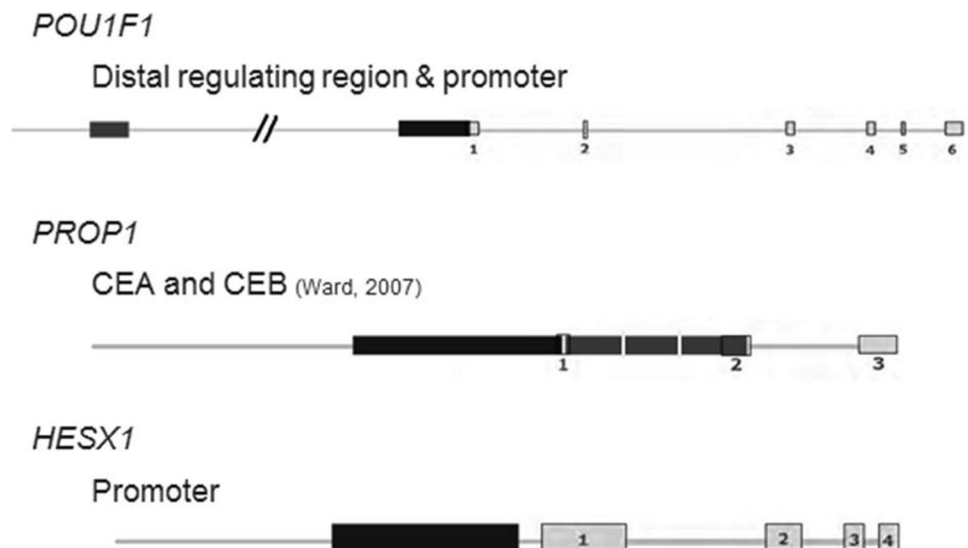 POU1F1
Distal regulating region & promoter
1 2 3 4 5 6
PROP1
CEA and CEB (Ward, 2007)
1 2 3
HESX1
Promoter
1 2 3 4